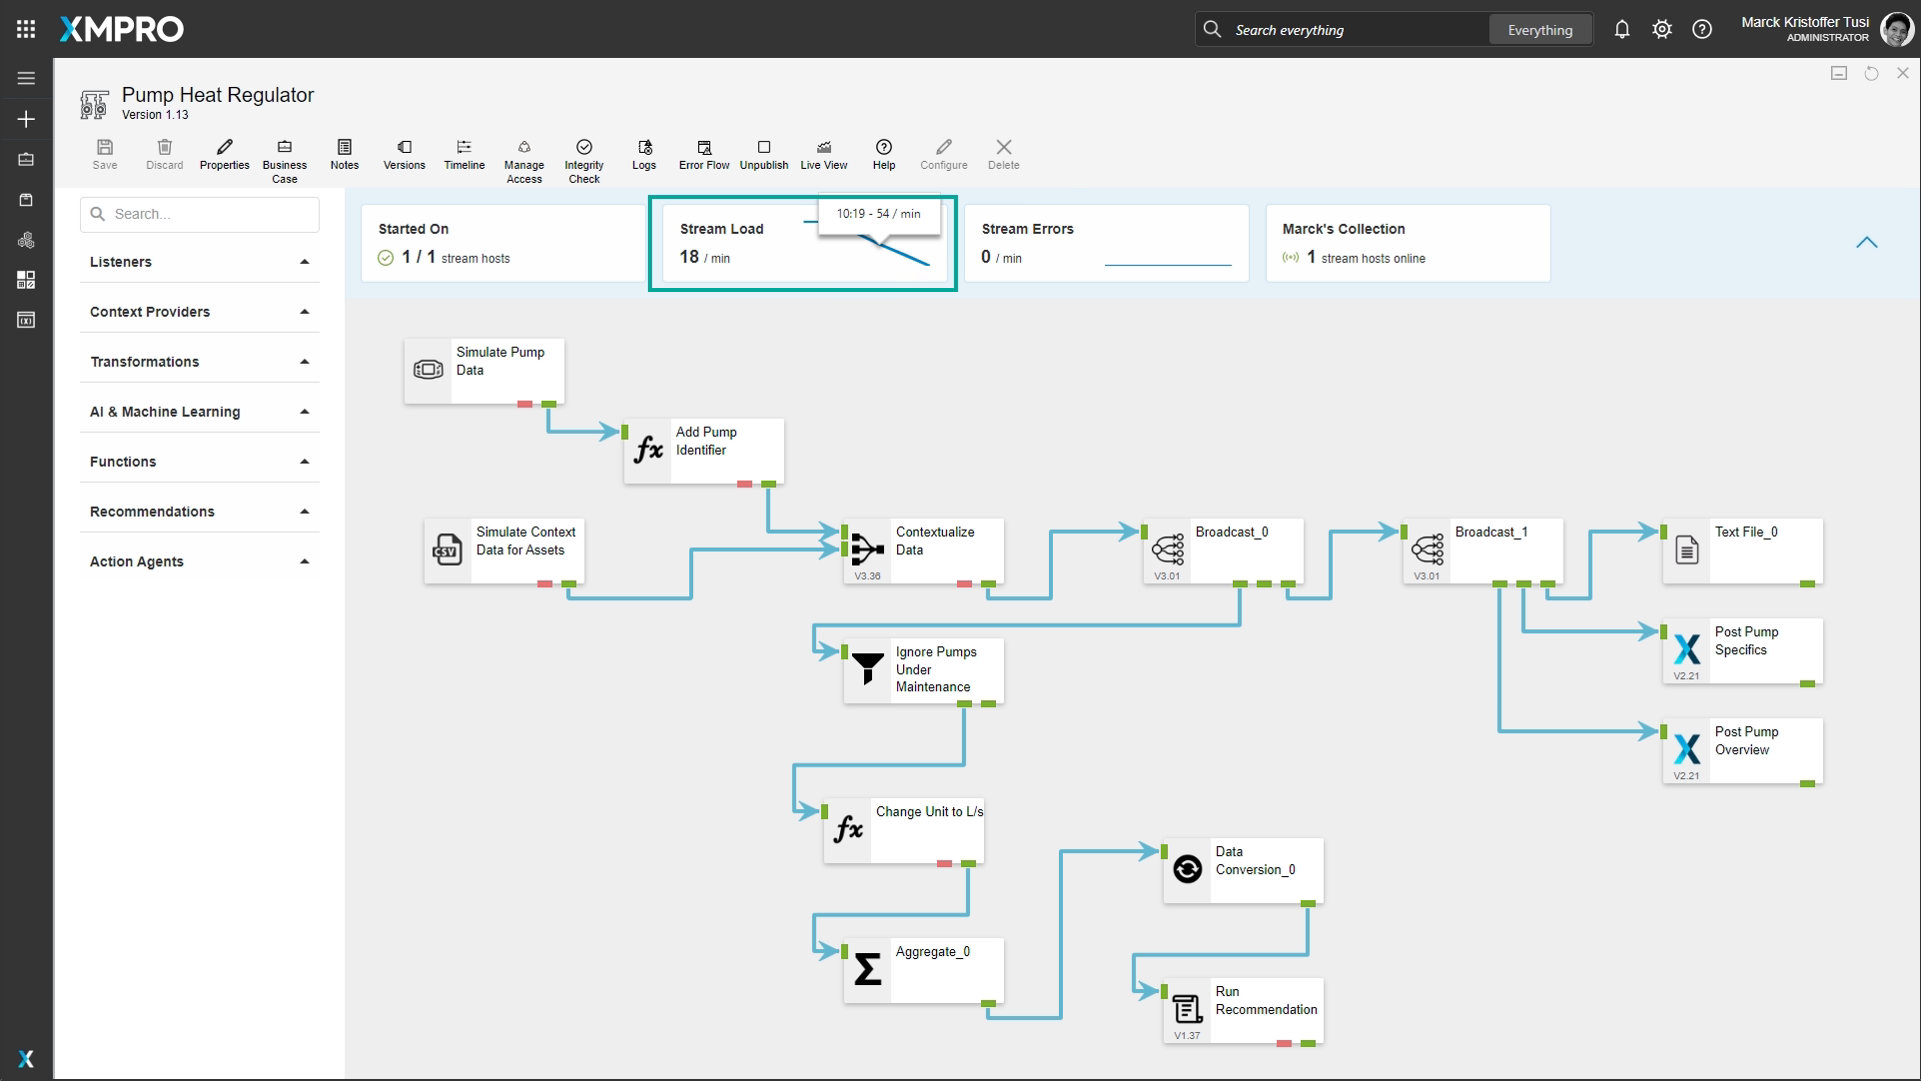 XMPRO
Search everything
Everything
Marck Kristoffer Tusi
ADMINISTRATOR
Pump Heat Regulator
Version 1.13
Save
Discard
Properties
Business
Case
Notes
Versions
Timeline
Manage
Access
Integrity
Check
Logs
Error Flow
Unpublish
Live View
Help
Configure
Delete
Search...
Listeners
Context Providers
Transformations
AI & Machine Learning
Functions
Recommendations
Action Agents
Started On
1 / 1 stream hosts
Stream Load
18 / min
10:19 - 54 / min
Stream Errors
0 / min
Marck's Collection
1 stream hosts online
Simulate Pump
Data
Add Pump
Identifier
CSV
Simulate Context
Data for Assets
Contextualize
Data
V3.36
Broadcast_0
V3.01
Broadcast_1
V3.01
Text File_0
Post Pump
Specifics
V2.21
Post Pump
Overview
V2.21
Ignore Pumps
Under
Maintenance
fx
fx
Change Unit to L/s
Σ
Aggregate_0
Data
Conversion_0
Run
Recommendation
V1.37